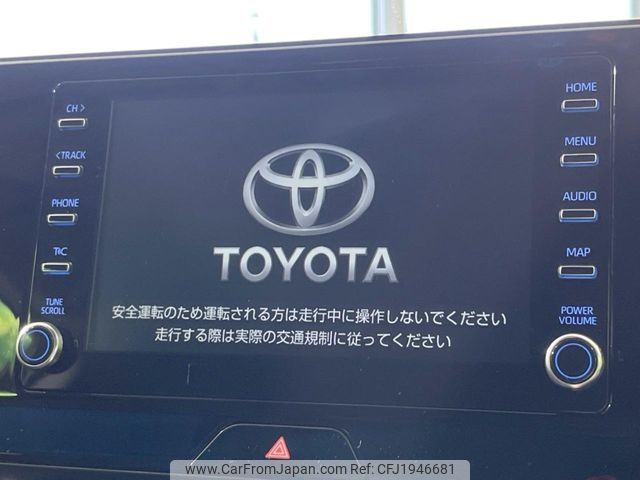 CH >
HOME
< TRACK
MENU
PHONE
AUDIO
T&C
MAP
TUNE
SCROLL
POWER
VOLUME
TOYOTA
安全運転のため運転される方は走行中に操作しないでください
走行する際は実際の交通規制に従ってください
www.CarFromJapan.com - Photo ID: CFJ1946681